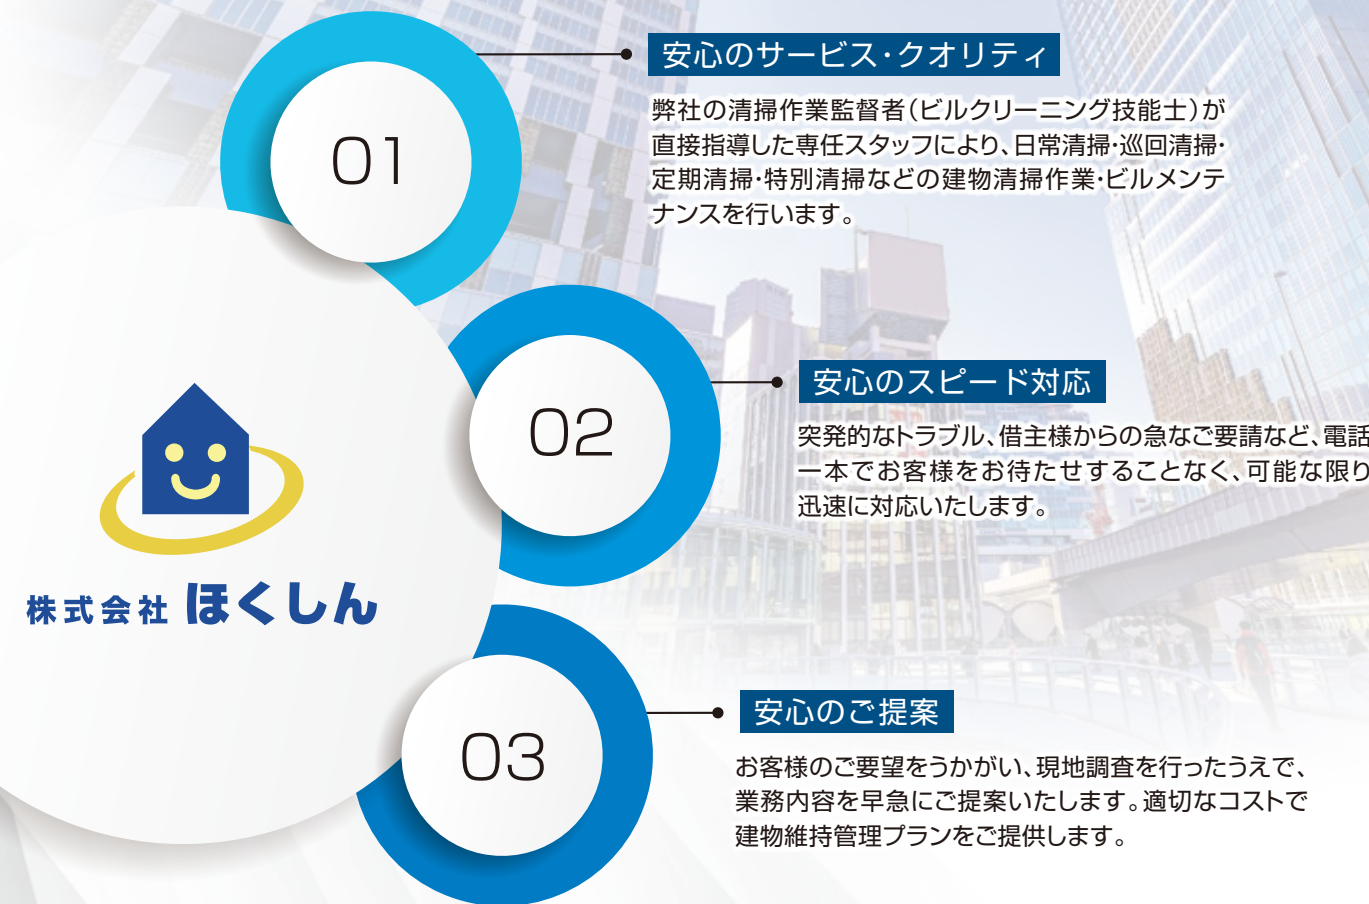 01
安心のサービス・クオリティ
弊社の清掃作業監督者（ビルクリーニング技能士）が
直接指導した専任スタッフにより、日常清掃・巡回清掃・
定期清掃・特別清掃などの建物清掃作業・ビルメンテ
ナンスを行います。
02
安心のスピード対応
突発的なトラブル、借主様からの急なご要請など、電話
一本でお客様をお待たせすることなく、可能な限り
迅速に対応いたします。
株式会社 ほくしん
03
安心のご提案
お客様のご要望をうかがい、現地調査を行ったうえで、
業務内容を早急にご提案いたします。適切なコストで
建物維持管理プランをご提供します。